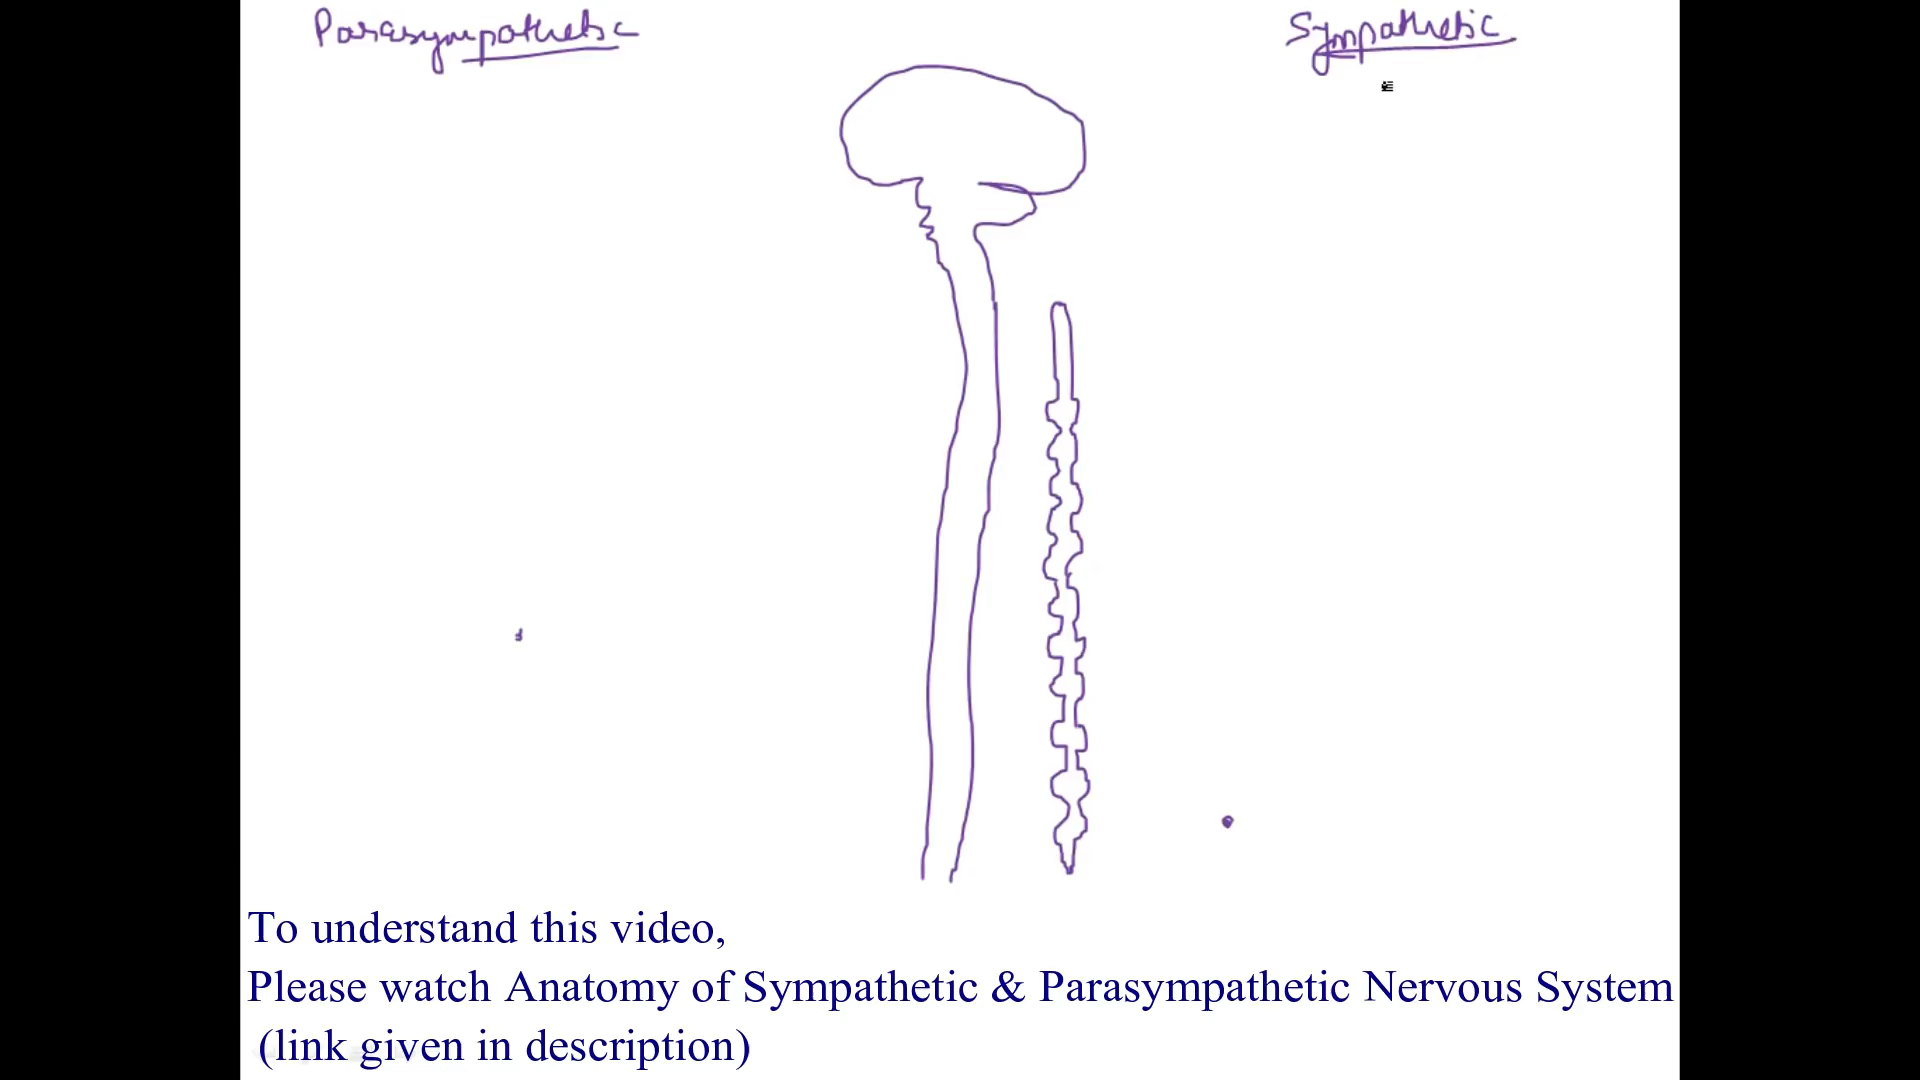 Parasympathetic
Sympathetic
To understand this video,
Please watch Anatomy of Sympathetic & Parasympathetic Nervous System
(link given in description)